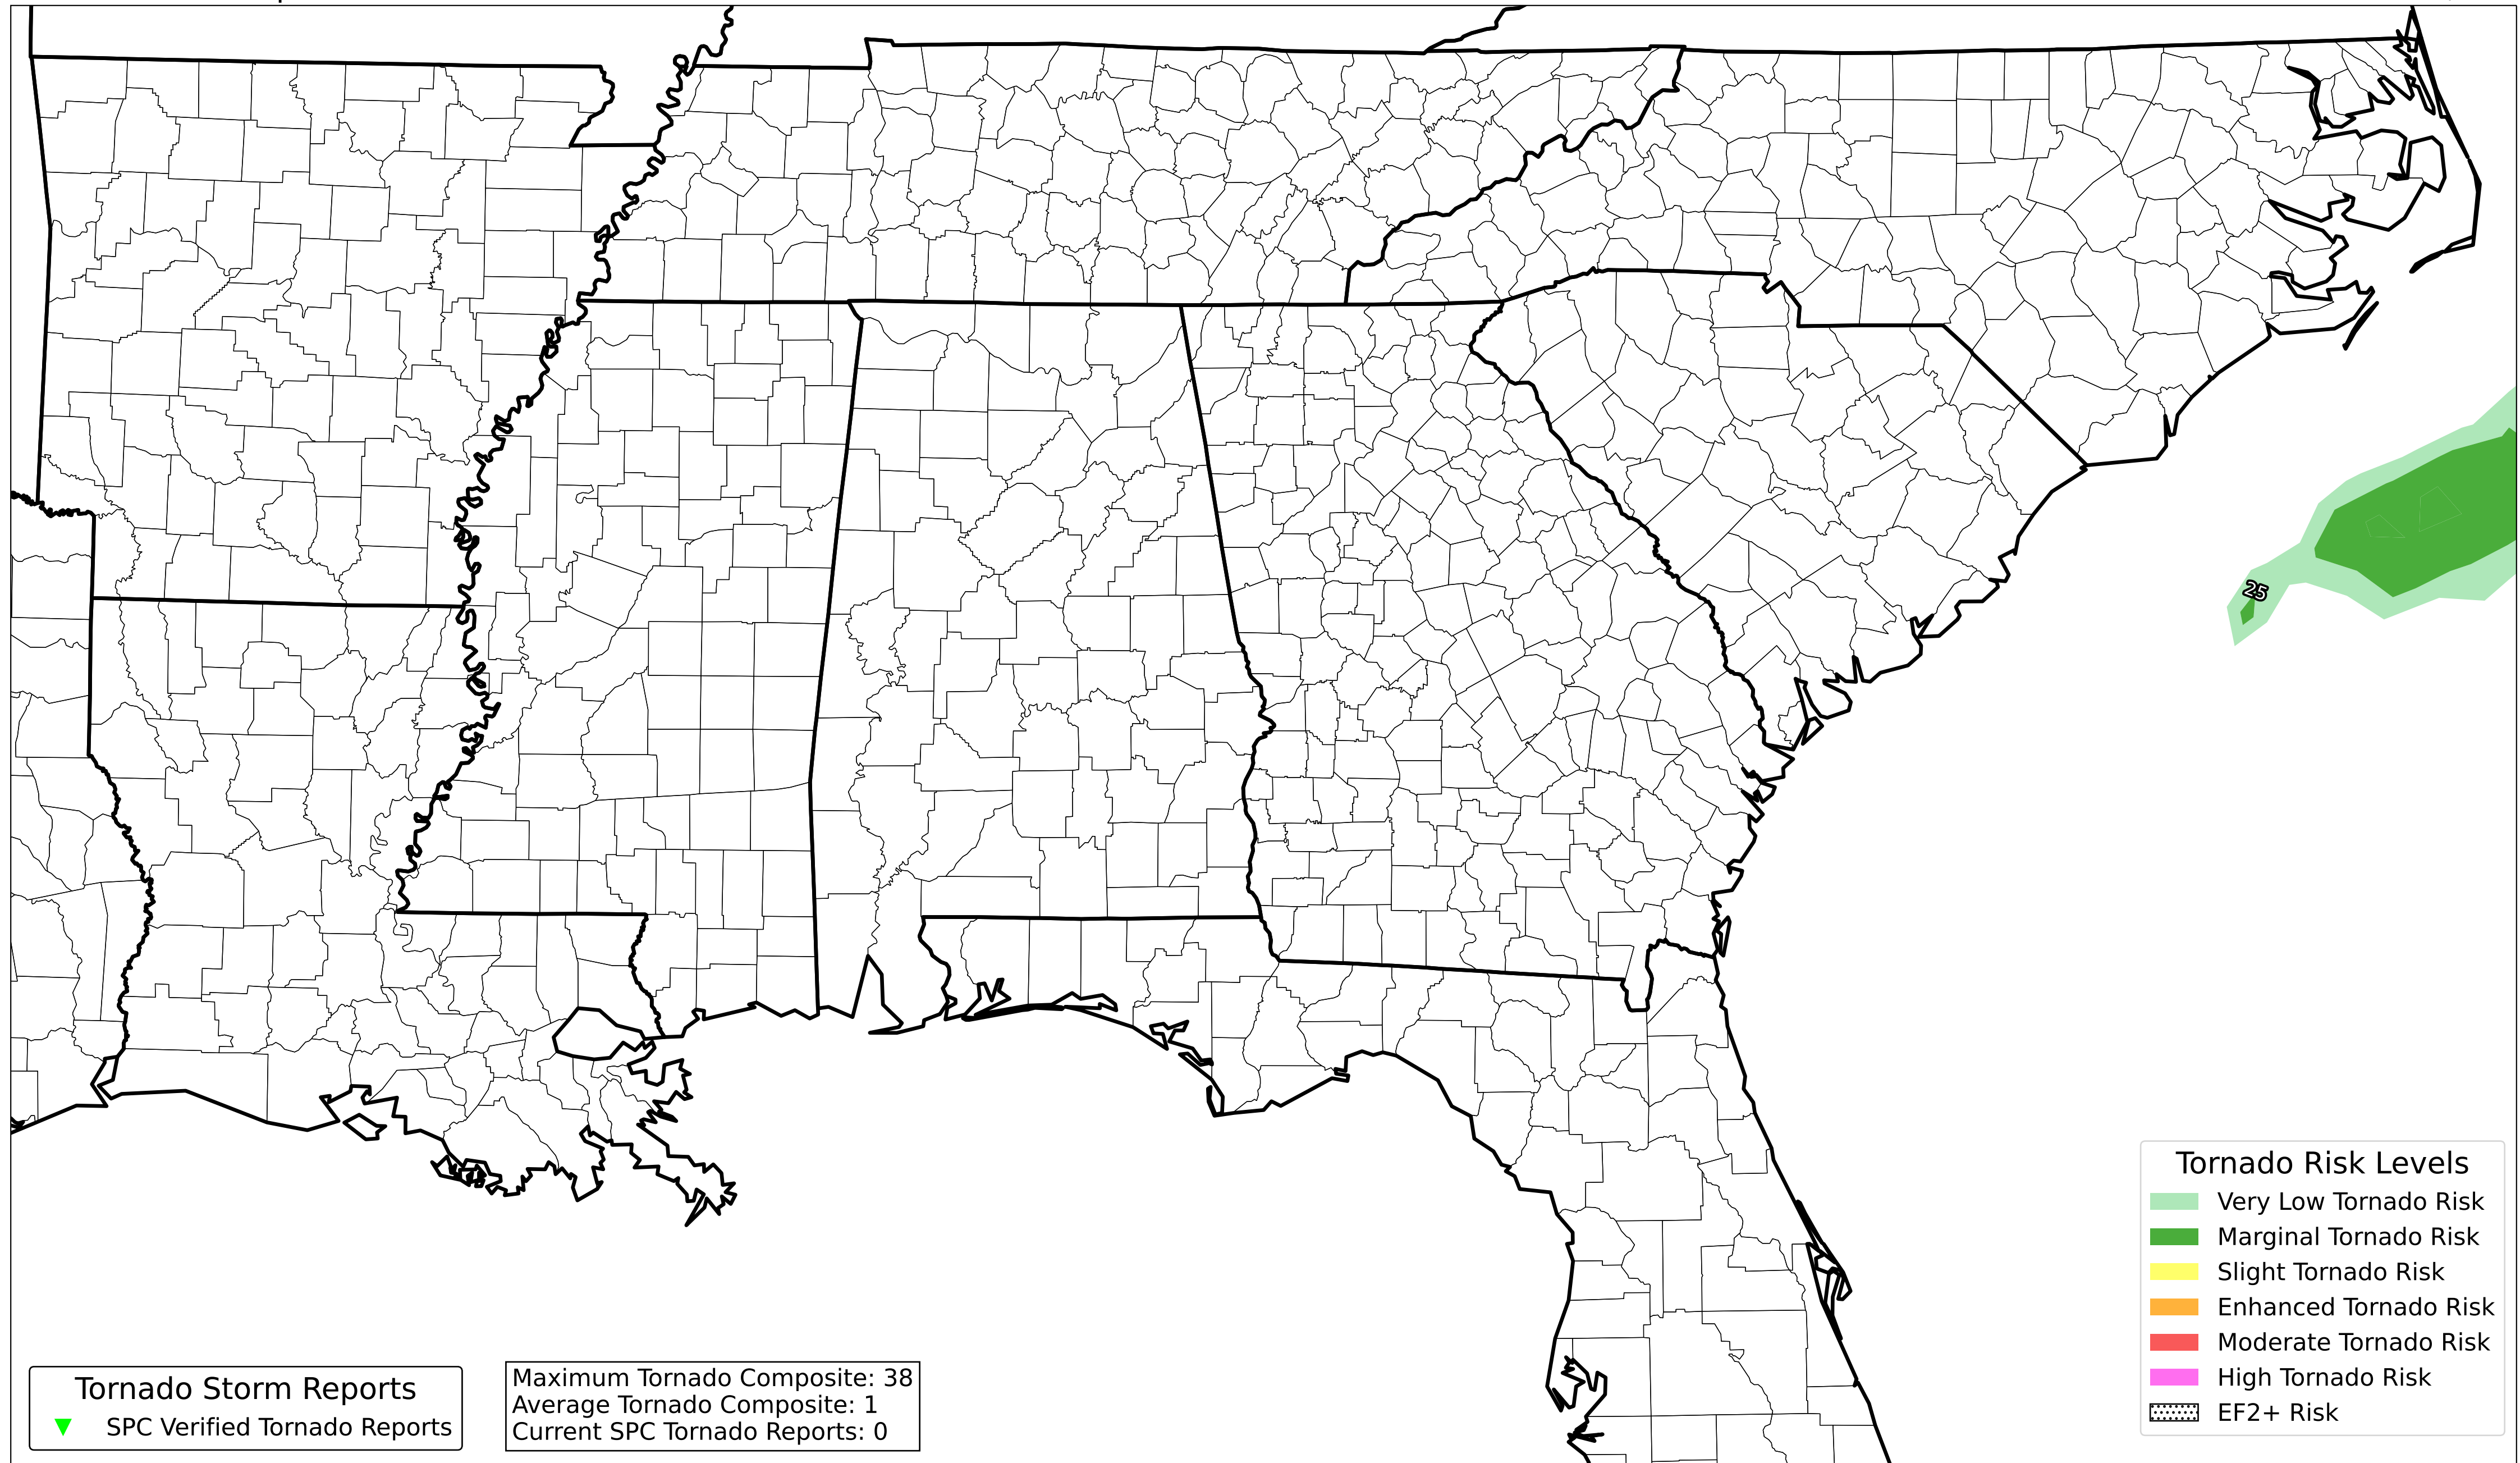 25
Tornado Risk Levels
Very Low Tornado Risk
Marginal Tornado Risk
Slight Tornado Risk
Enhanced Tornado Risk
Moderate Tornado Risk
High Tornado Risk
EF2+ Risk
Tornado Storm Reports
SPC Verified Tornado Reports
Maximum Tornado Composite: 38
Average Tornado Composite: 1
Current SPC Tornado Reports: 0